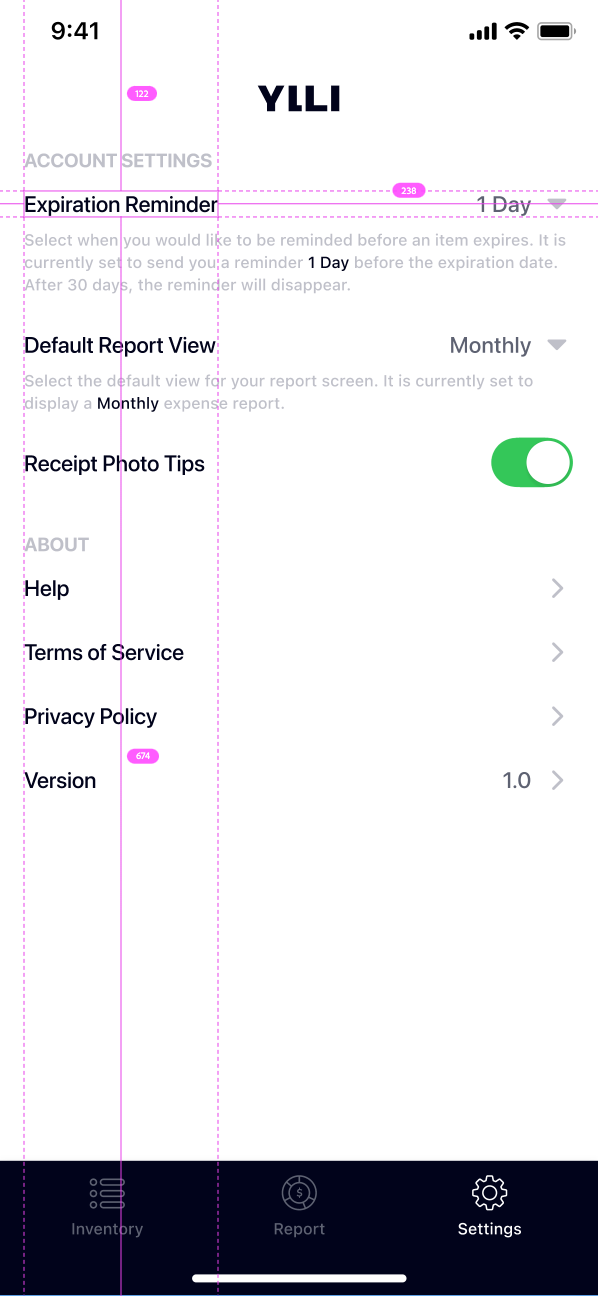 9:41
122
YILI
ACCOUNT SETTINGS
238
Expiration Reminder 1 Day
Select when you would like to be reminded before an item expires. It is
currently set to send you a reminder 1 Day before the expiration date.
After 30 days, the reminder will disappear.
Default Report View Monthly
Select the default view for your report screen. It is currently set to
display a Monthly expense report.
Receipt Photo Tips
ABOUT
Help
Terms of Service
Privacy Policy
674
Version 1.0
$
Inventory Report Settings